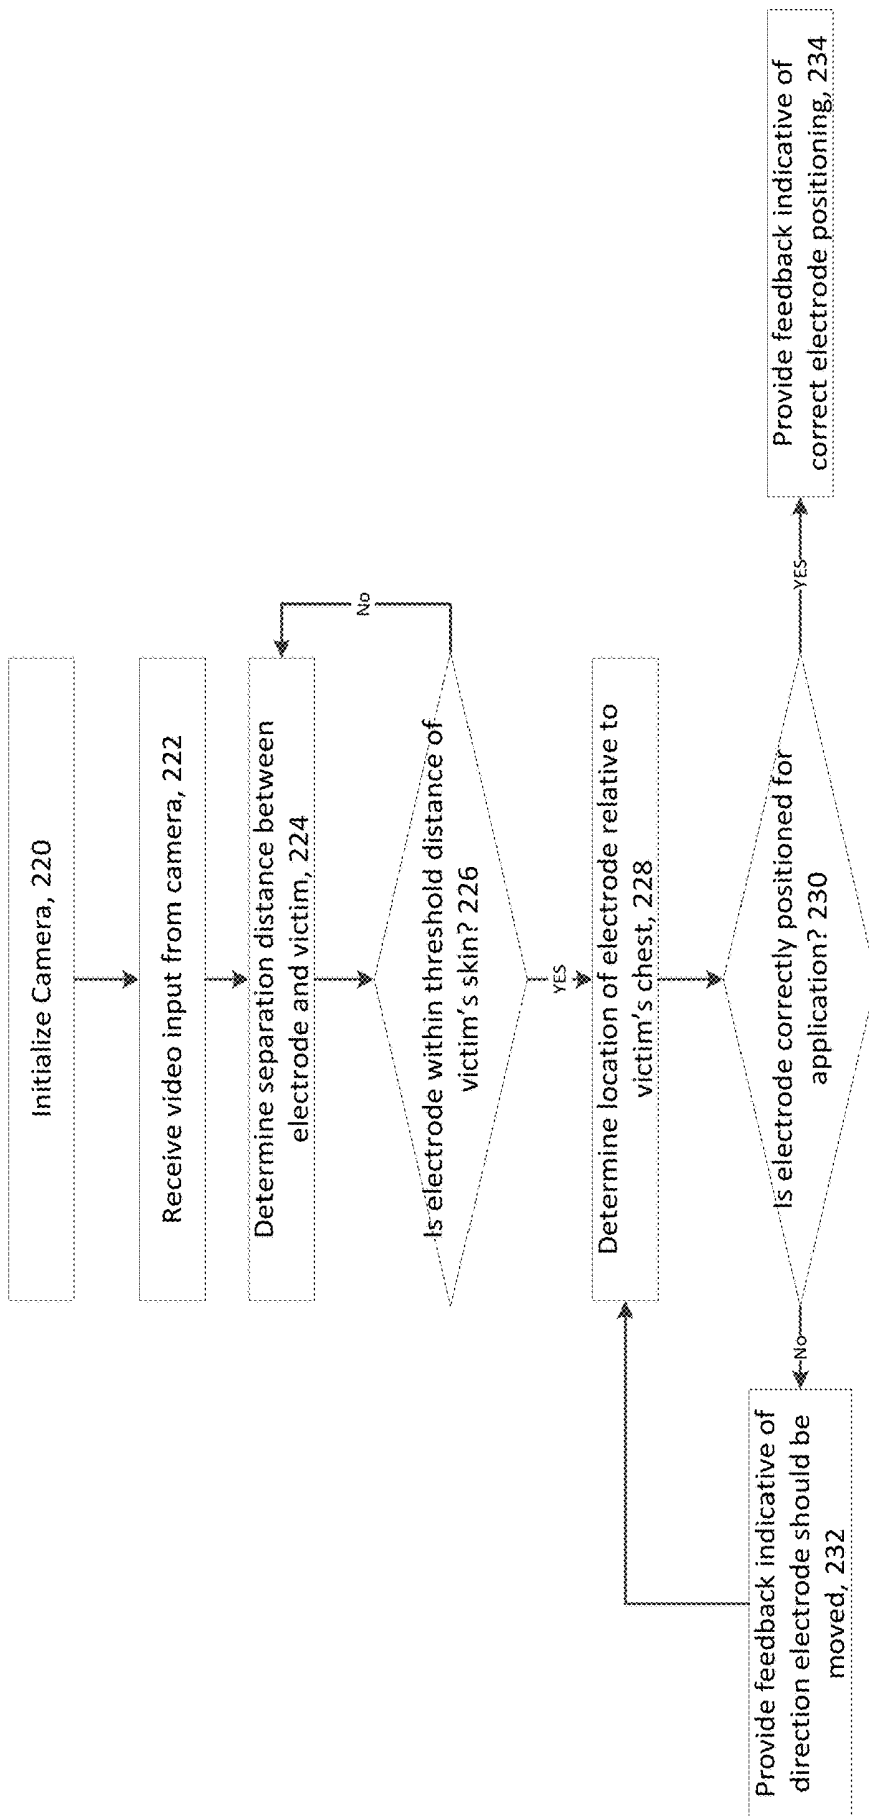 Initialize Camera, 220
Receive video input from camera, 222
Determine separation distance between
electrode and victim, 224
No
Is electrode within threshold distance of
victim's skin? 226
YES
Determine location of electrode relative to
victim's chest, 228
Is electrode correctly positioned for
application? 230
No
Provide feedback indicative of
direction electrode should be
moved, 232
YES
Provide feedback indicative of
correct electrode positioning, 234